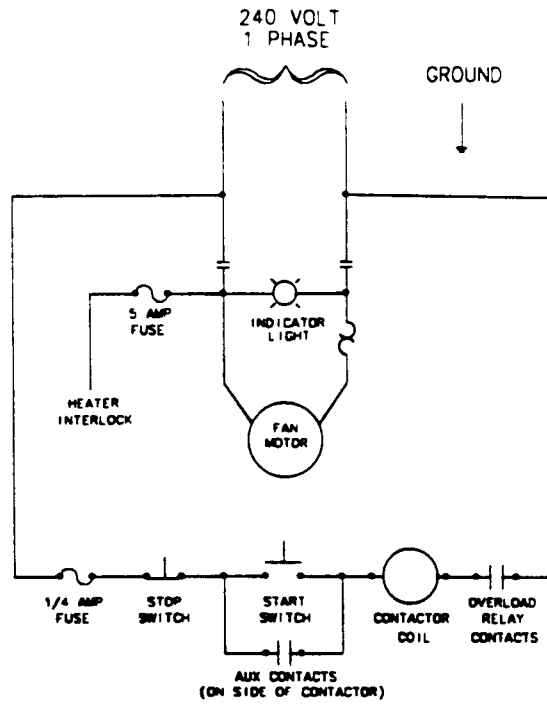 240 VOLT
1 PHASE
GROUND
5 AMP
FUSE
INDICATOR
LIGHT
HEATER
INTERLOCK
FAN
MOTOR
1/4 AMP
FUSE
STOP
SWITCH
START
SWITCH
CONTACTOR
COIL
OVERLOAD
RELAY
CONTACTS
AUX CONTACTS
(ON SIDE OF CONTACTOR)